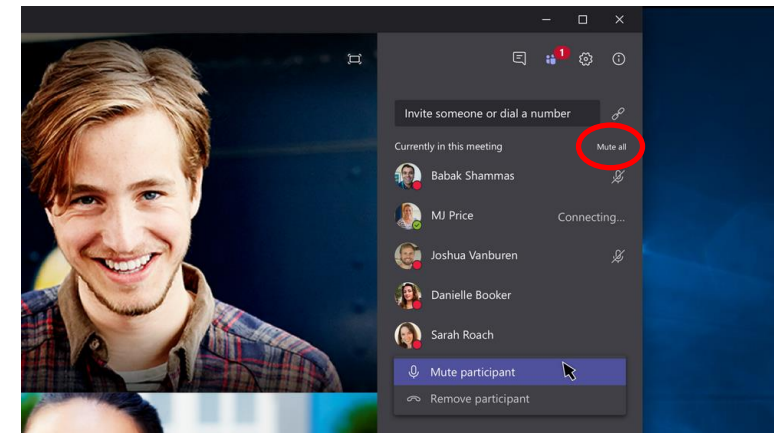 1
Invite someone or dial a number
Currently in this meeting Mute all
Babak Shammas
MJ Price Connecting...
Joshua Vanburen
Danielle Booker
Sarah Roach
Mute participant
Remove participant